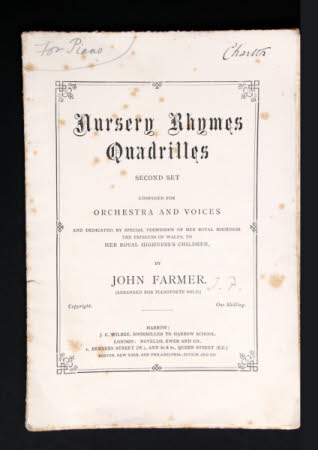 For Piano
Nursery Rhymes
Quadrilles
SECOND SET
COMPOSED FOR
ORCHESTRA AND VOICES
AND DEDICATED, BY SPECIAL PERMISSION OF HER ROYAL HIGHNESS
THE PRINCESS OF WALES, TO
HER ROYAL HIGHNESS'S CHILDREN,
BY
JOHN FARMER.
J. F.
(ARRANGED FOR PIANOFORTE SOLO)
Copyright. One Shilling.
HARROW:
J. C. WILBEE, BOOKSELLER TO HARROW SCHOOL.
LONDON: NOVELLO, EWER AND CO.
1, BERNERS STREET (W.), AND 80 & 81, QUEEN STREET (E.C.)
BOSTON, NEW YORK, AND PHILADELPHIA: DITSON AND CO.